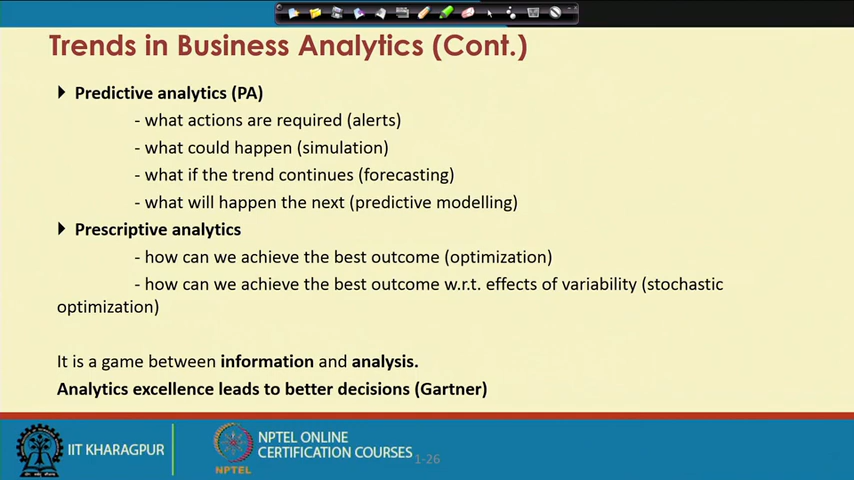 Trends in Business Analytics (Cont.)
Predictive analytics (PA)
- what actions are required (alerts)
- what could happen (simulation)
- what if the trend continues (forecasting)
- what will happen the next (predictive modelling)
Prescriptive analytics
- how can we achieve the best outcome (optimization)
- how can we achieve the best outcome w.r.t. effects of variability (stochastic
optimization)
It is a game between information and analysis.
Analytics excellence leads to better decisions (Gartner)
IIT KHARAGPUR
NPTEL
NPTEL ONLINE
CERTIFICATION COURSES
1-26